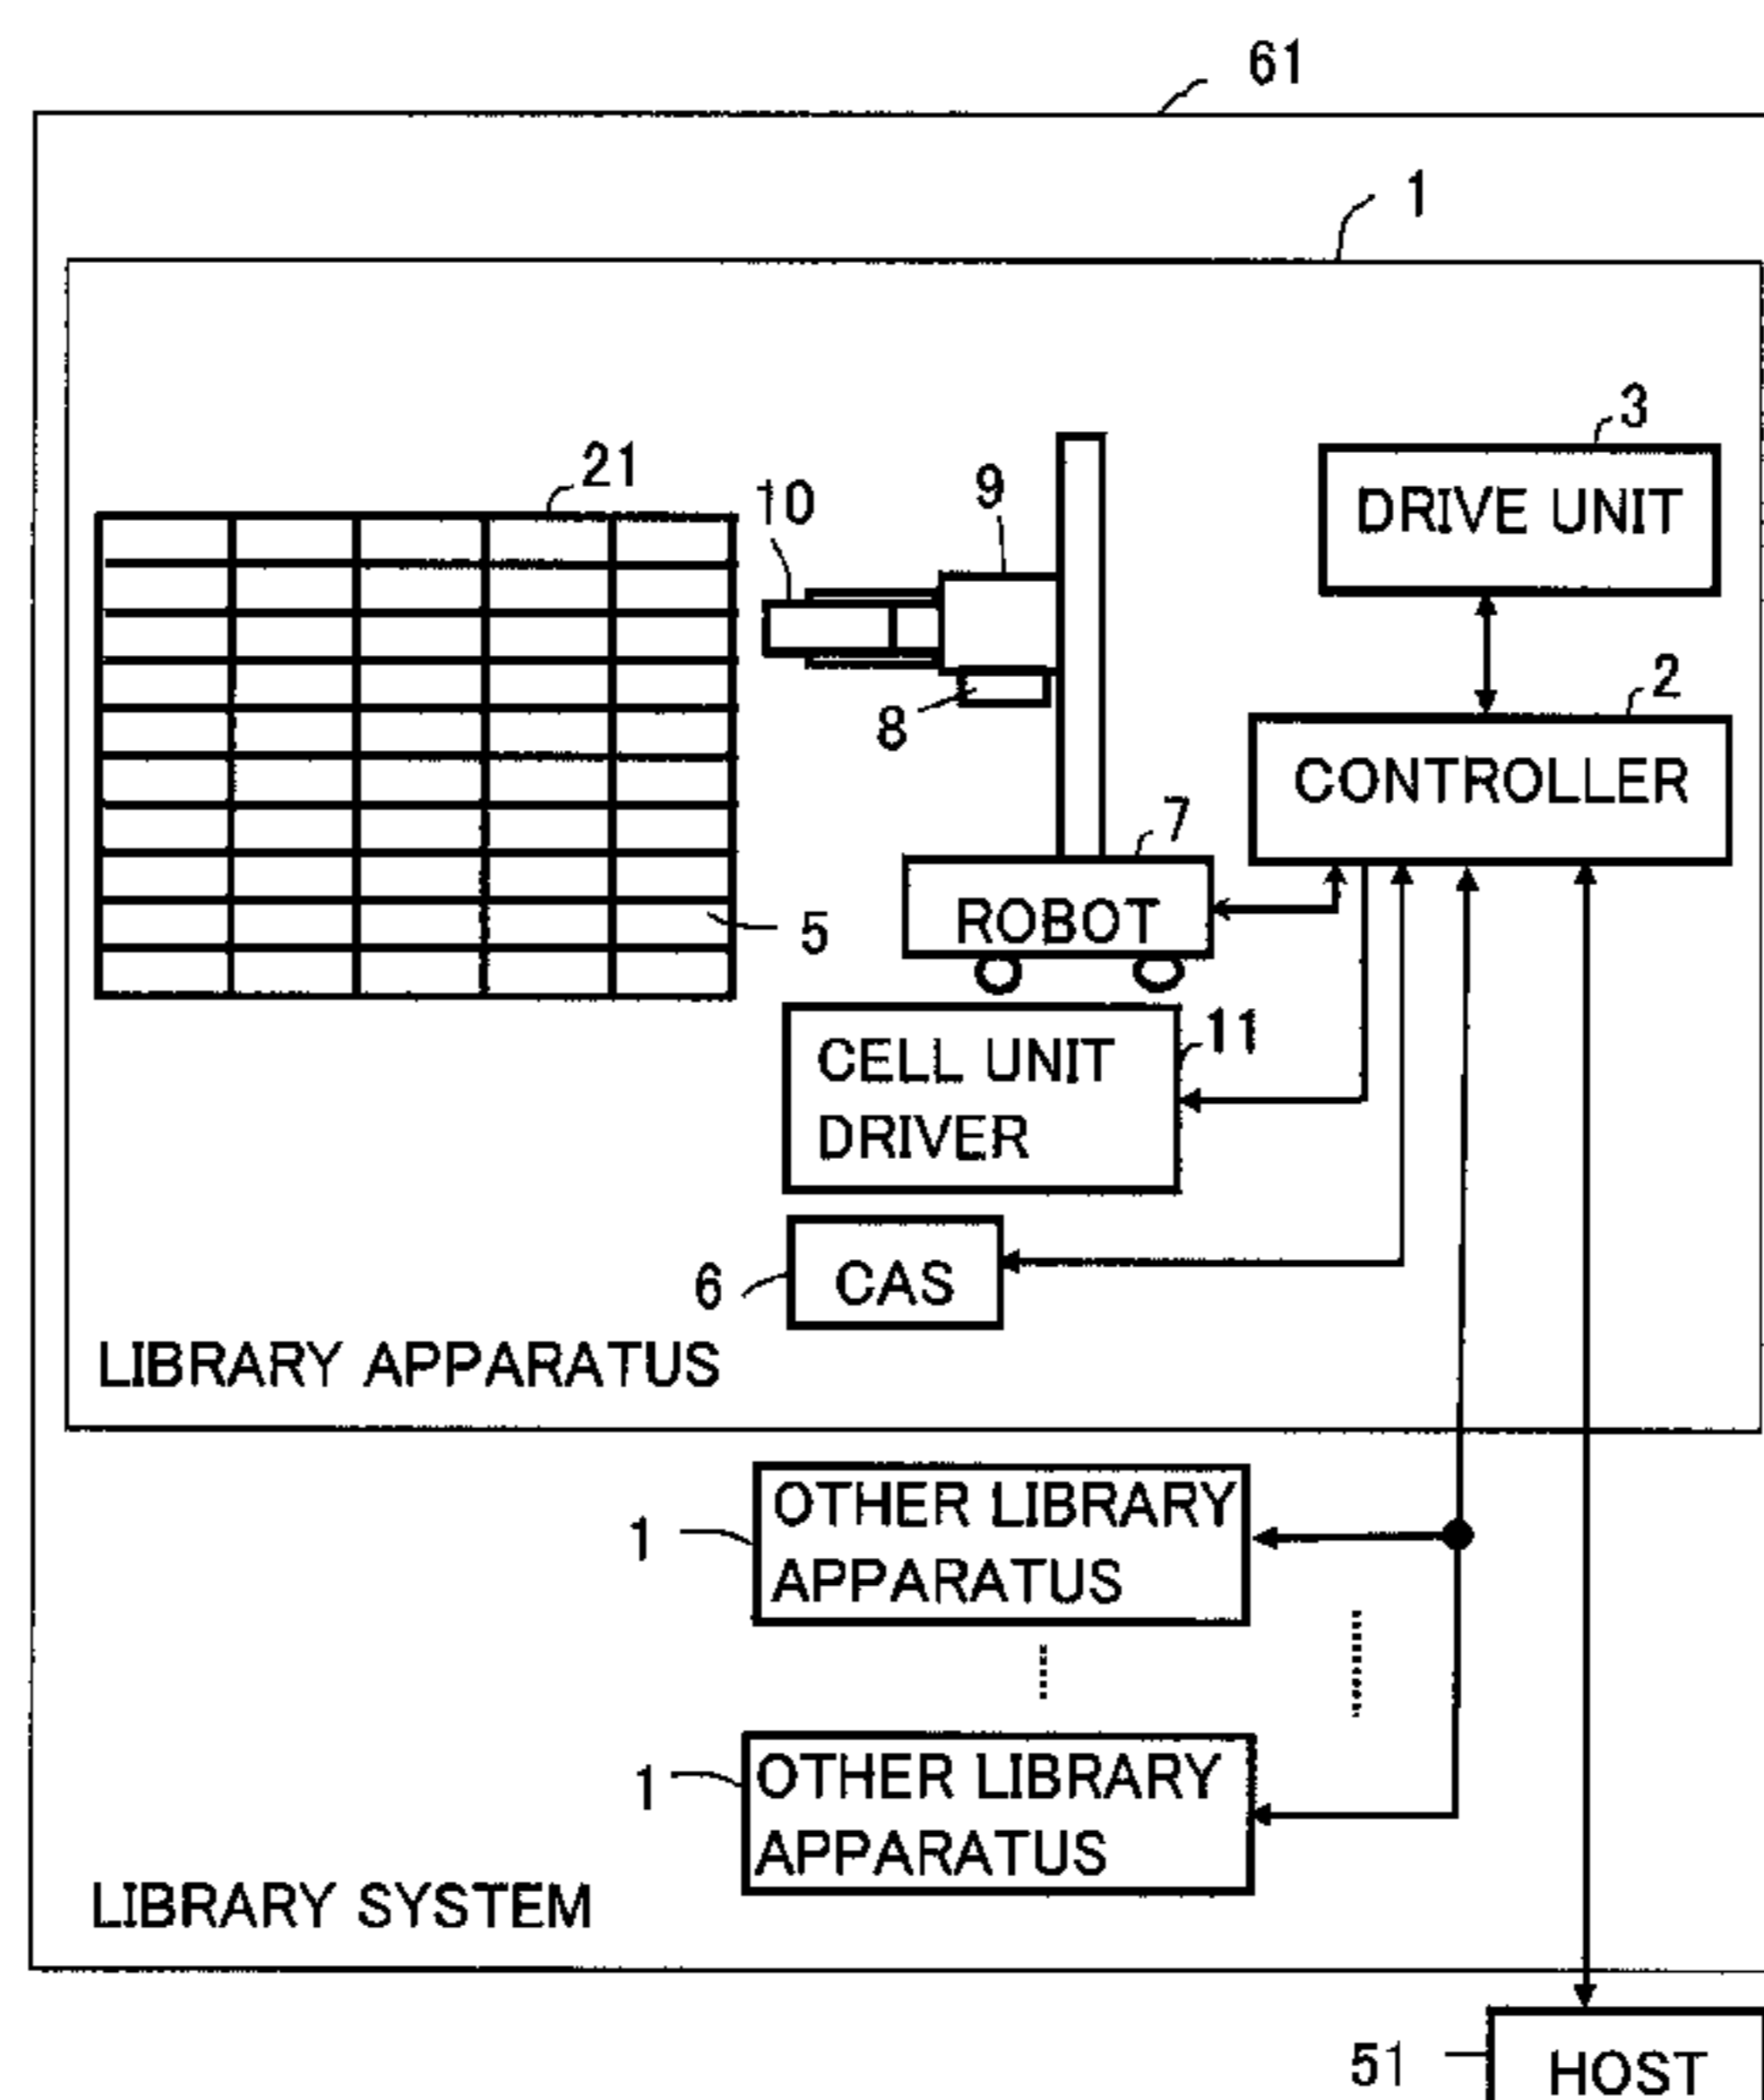 61
1
3
DRIVE UNIT
21
10
9
8
2
CONTROLLER
7
ROBOT
5
11
CELL UNIT
DRIVER
6
CAS
LIBRARY APPARATUS
1
OTHER LIBRARY
APPARATUS
1
OTHER LIBRARY
APPARATUS
LIBRARY SYSTEM
51
HOST